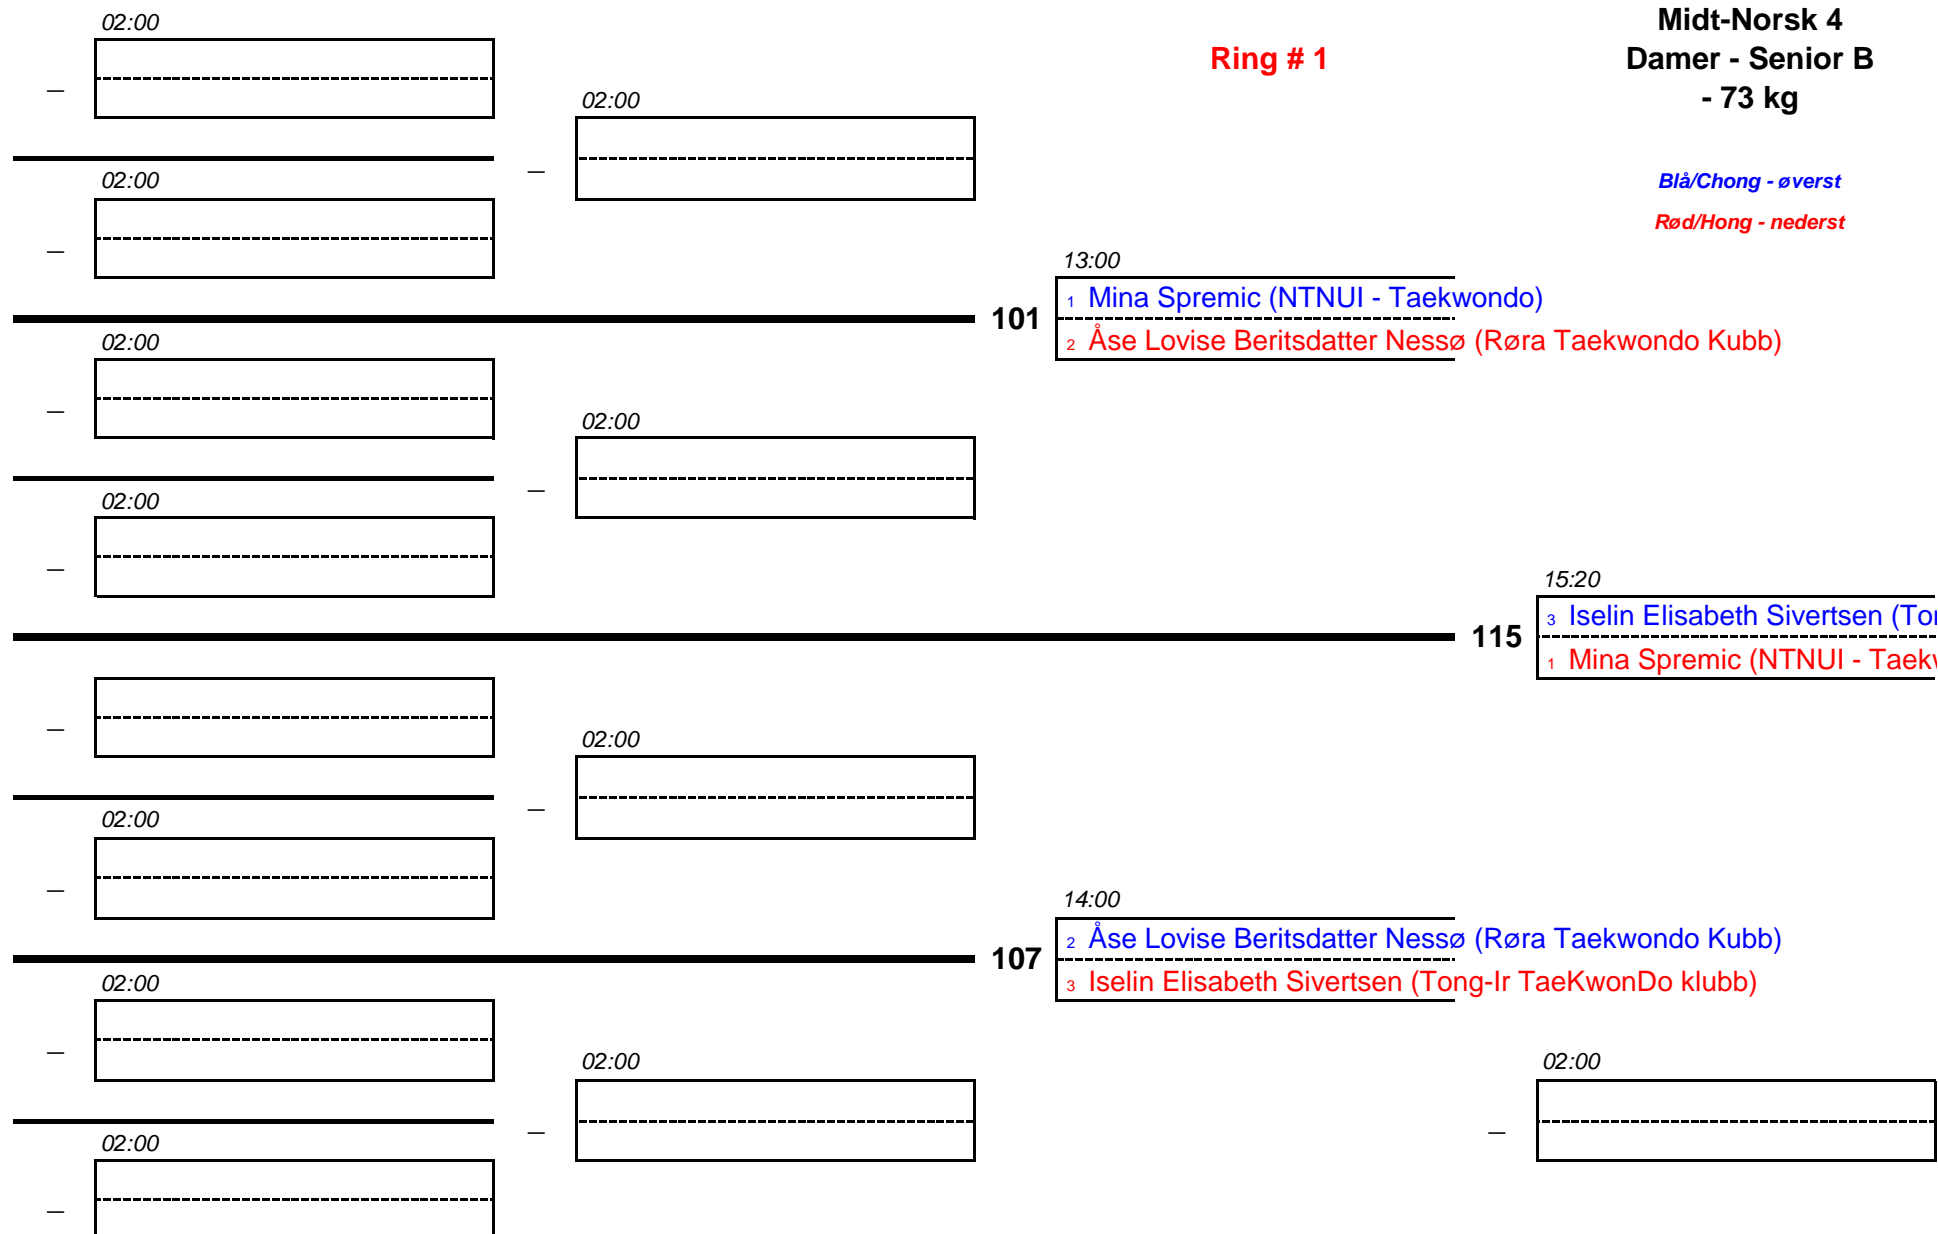 02:00
Midt-Norsk 4
Ring # 1
Damer - Senior B
- 73 kg
02:00
02:00
Blå/Chong - øverst
Rød/Hong - nederst
13:00
1 Mina Spremic (NTNUI - Taekwondo)
101
2 Åse Lovise Beritsdatter Nessø (Røra Taekwondo Kubb)
02:00
02:00
02:00
15:20
3 Iselin Elisabeth Sivertsen (Ton
115
1 Mina Spremic (NTNUI - Taekw
02:00
02:00
14:00
2 Åse Lovise Beritsdatter Nessø (Røra Taekwondo Kubb)
107
3 Iselin Elisabeth Sivertsen (Tong-Ir TaeKwonDo klubb)
02:00
02:00
02:00
02:00